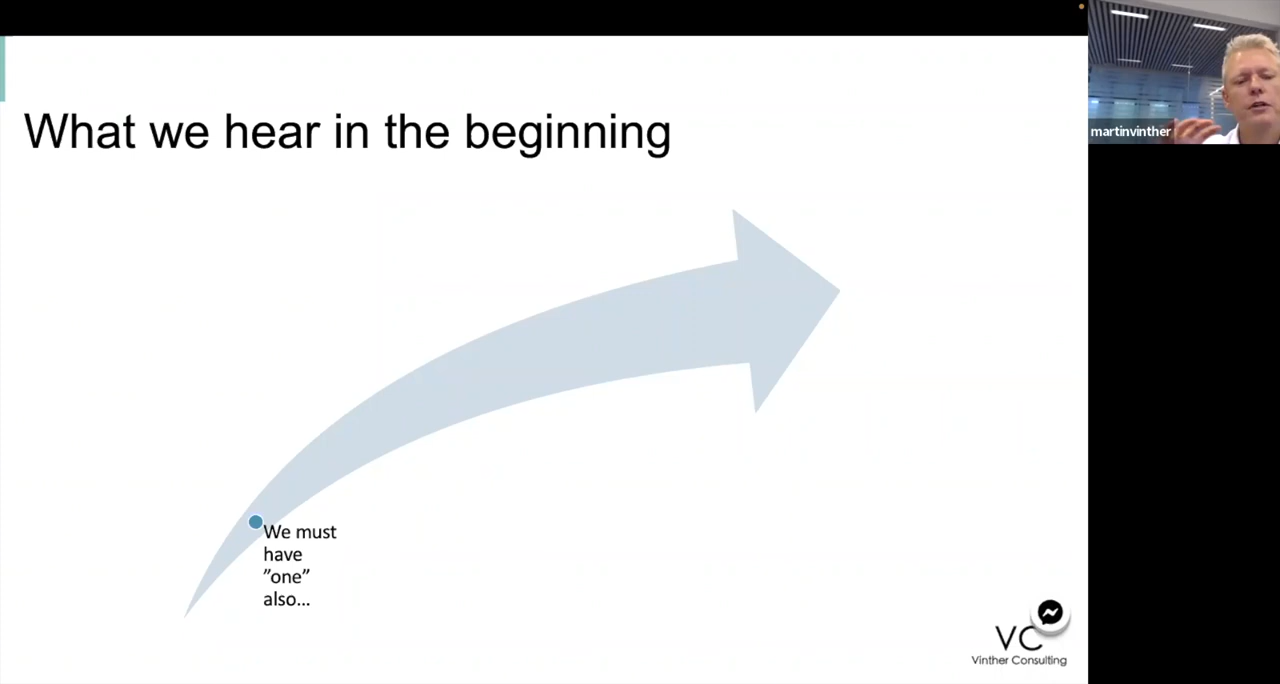 What we hear in the beginning
martinvinther
We must
have
”one”
also...
VC
Vinther Consulting